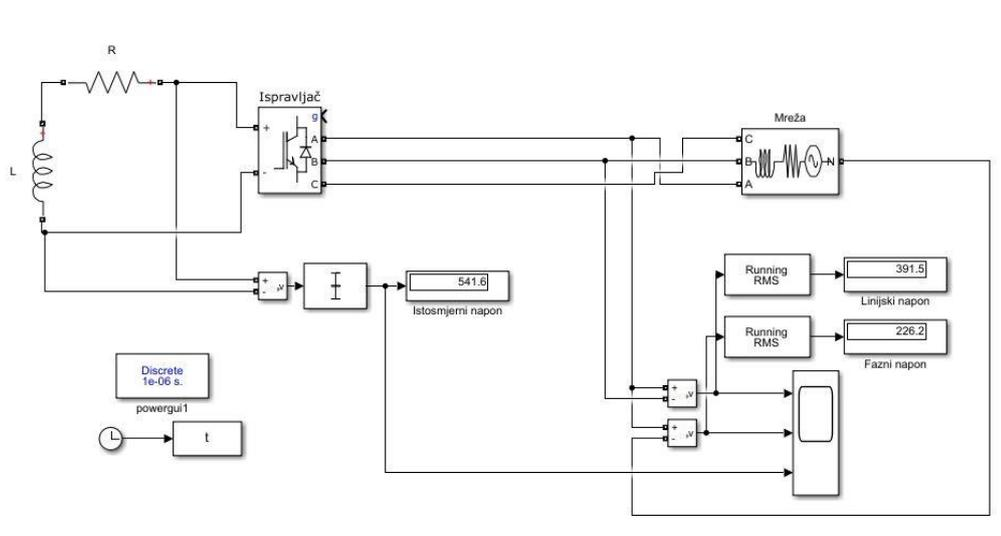 R
Ispravljač
g
+
A
B
-
C
Mreža
C
B
A
N
L
+
-
v
541.6
Istosmjerni napon
Running
RMS
391.5
Linijski napon
Running
RMS
226.2
Fazni napon
Discrete
1e-06 s.
powergui1
t
+
-
v
+
-
v